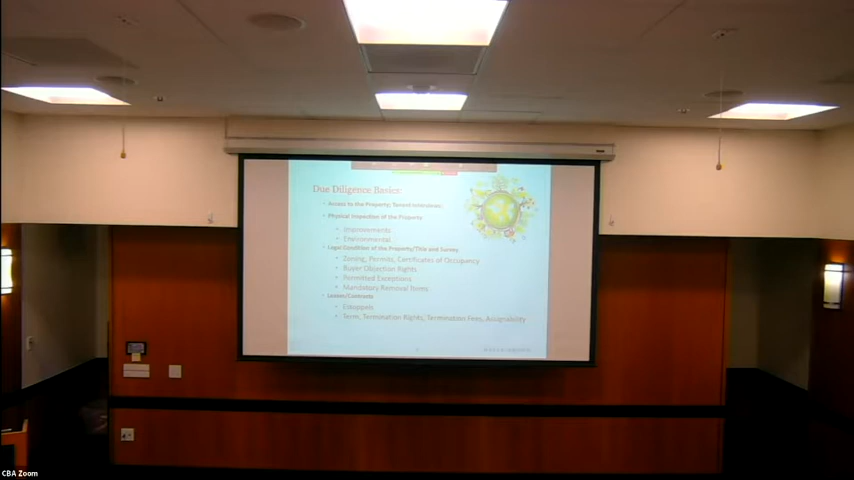 Due Diligence Basics:
Access to the Property; Tenant Interviews;
Physical Inspection of the Property
Improvements
Environmental
Legal Condition of the Property/Title and Survey
Zoning, Permits, Certificates of Occupancy
Buyer Objection Rights
Permitted Exceptions
Mandatory Removal Items
Leases/Contracts
Estoppels
Term, Termination Rights, Termination Fees, Assignability
CBA Zoom